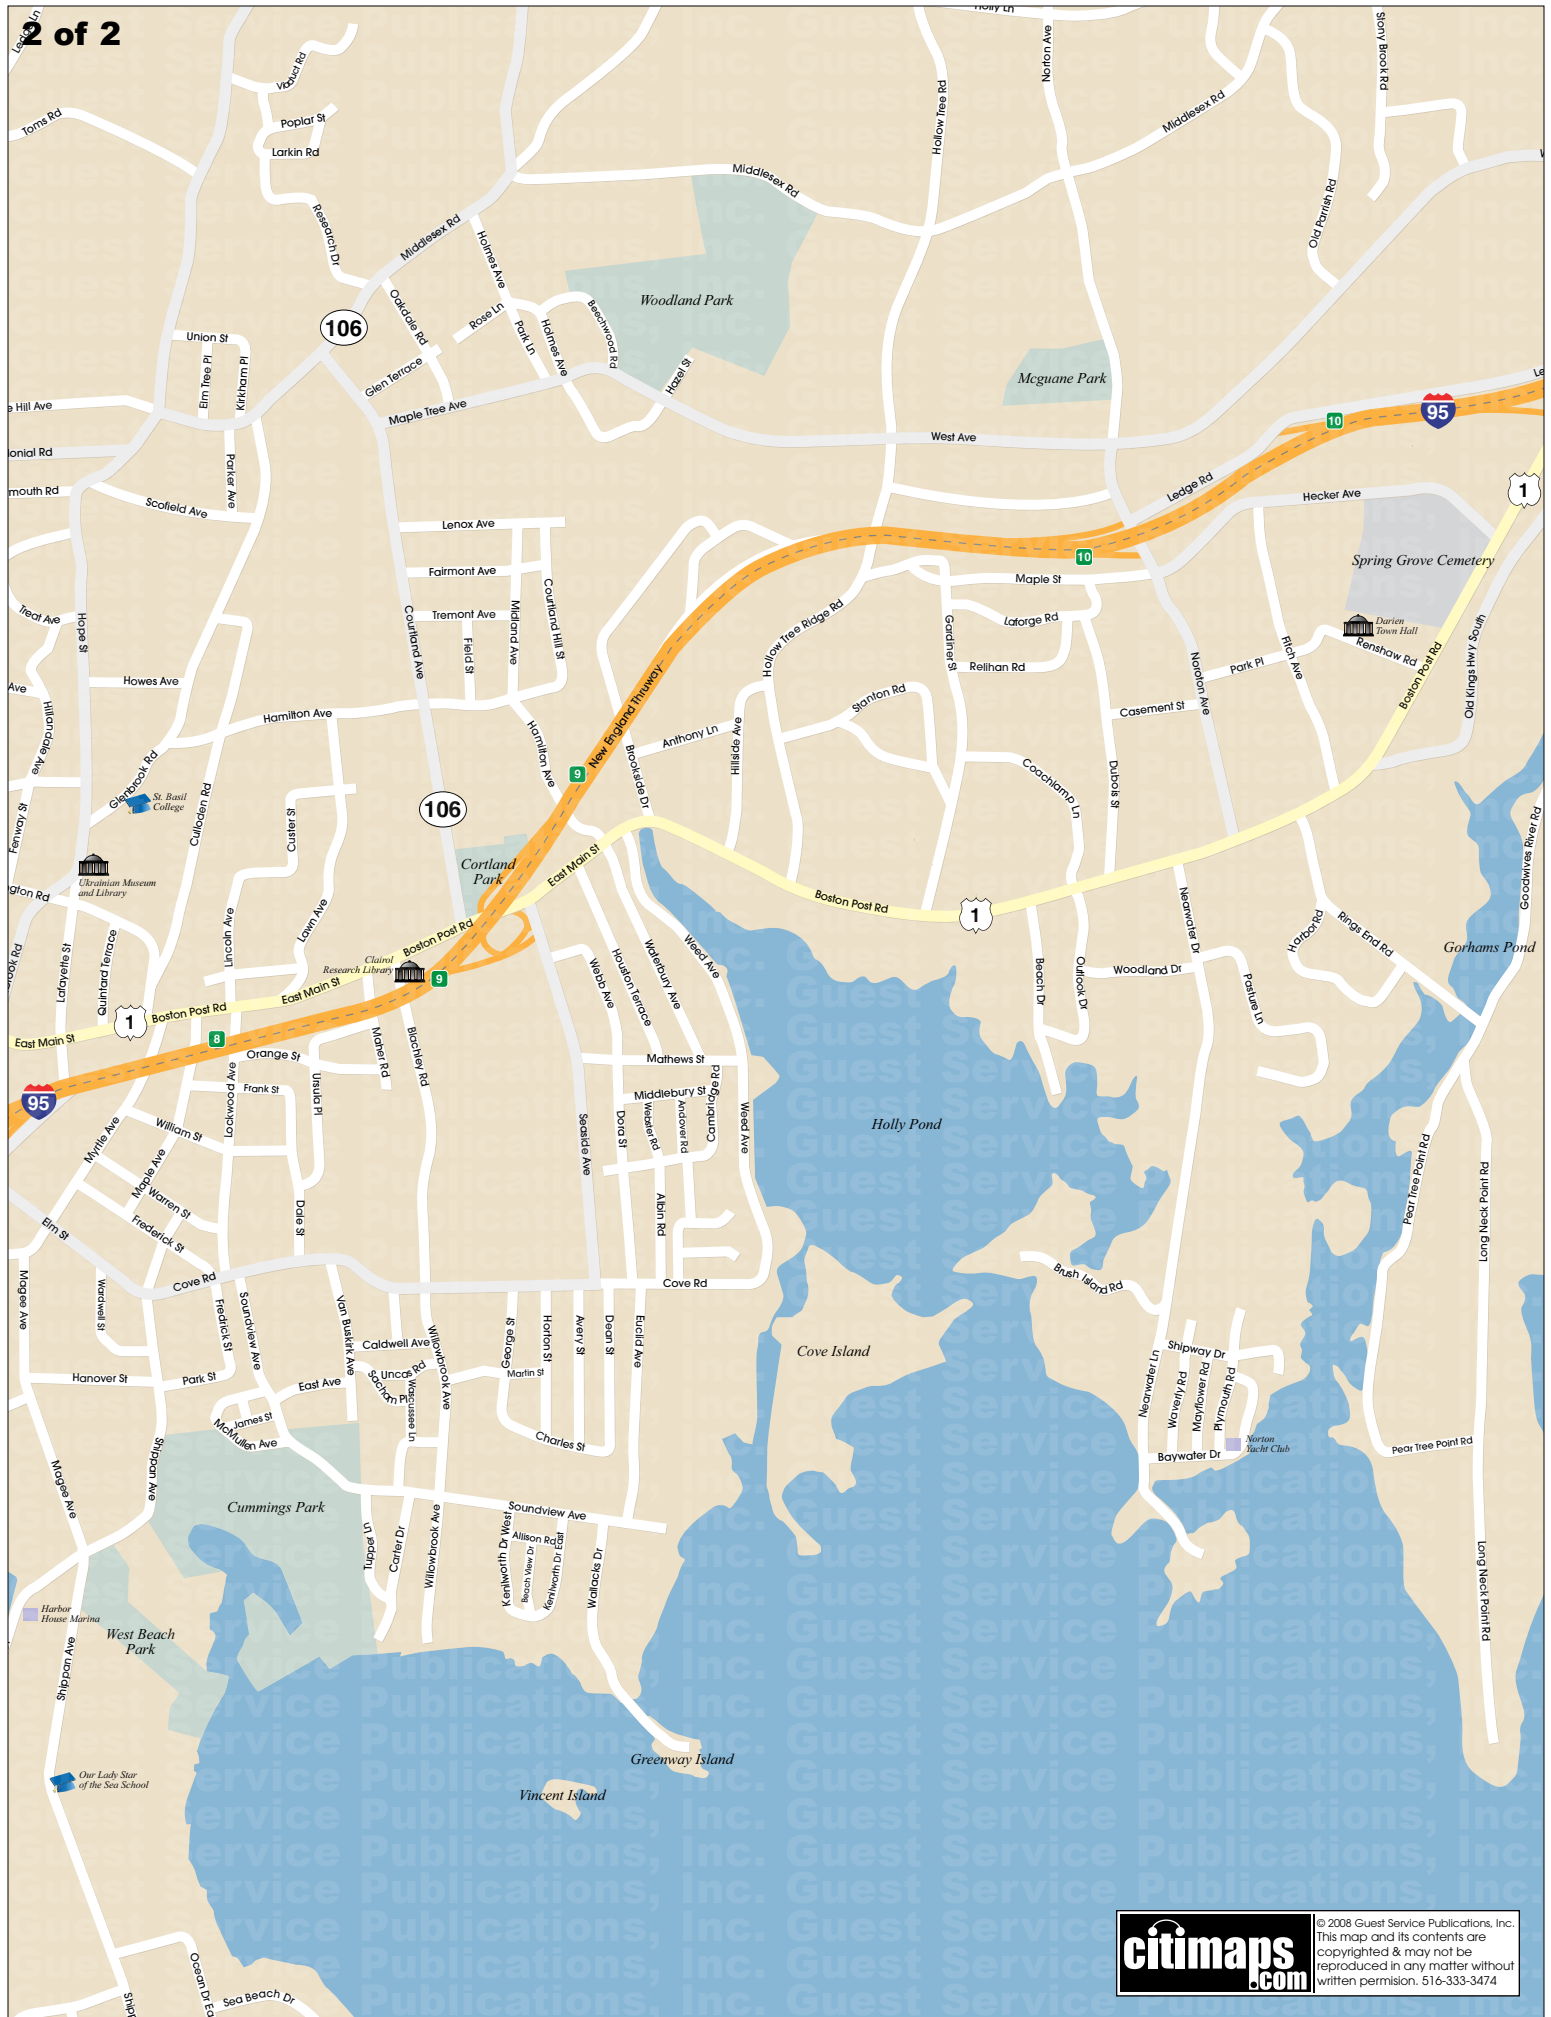 2 of 2
Holly Ln
Norton Ave
Stony Brook Rd
Viaduct Rd
Toms Rd
Poplar St
Larkin Rd
Hollow Tree Rd
Middlesex Rd
Middlesex Rd
Research Dr
Middlesex Rd
Old Parrish Rd
Holmes Ave
Oakdale Rd
Woodland Park
Rose Ln
Beechwood Rd
106
Park Ln
Holmes Ave
Union St
Elm Tree Pl
Kirkham Pl
Glen Terrace
Hazel St
Mcguane Park
e Hill Ave
Maple Tree Ave
10
95
West Ave
onial Rd
mouth Rd
Parker Ave
Scofield Ave
Ledge Rd
Hecker Ave
1
Lenox Ave
10
Spring Grove Cemetery
Fairmont Ave
Maple St
Treat Ave
Hope St
Courtland Ave
Tremont Ave
Midland Ave
Courtland Hill St
Field St
Hollow Tree Ridge Rd
Gardiner St
Laforge Rd
Relihan Rd
Darien
Town Hall
Renshaw Rd
Park Pl
Fitch Ave
Noroton Ave
Boston Post Rd
Old Kings Hwy South
Ave
Howes Ave
Hillandale Ave
Hamilton Ave
New England Thruway
Stanton Rd
Casement St
Hamilton Ave
Anthony Ln
Hillside Ave
Brookside Dr
9
Coachlamp Ln
Dubois St
Glenbrook Rd
St. Basil
College
Culloden Rd
Custer St
106
Fenway St
Goodwives River Rd
Cortland
Park
East Main St
Ukrainian Museum
and Library
gton Rd
Boston Post Rd
1
Lincoln Ave
Lawn Ave
Boston Post Rd
Nearwater Dr
Harbor Rd
Rings End Rd
Gorhams Pond
ook Rd
Lafayette St
Quintard Terrace
Clairol
Research Library
9
Webb Ave
Houston Terrace
Waterbury Ave
Weed Ave
Beach Dr
Outlook Dr
Woodland Dr
Pasture Ln
East Main St
Boston Post Rd
1
East Main St
8
Orange St
Maher Rd
Blachley Rd
Mathews St
95
Lockwood Ave
Frank St
Ursula Pl
Middlebury St
Cambridge Rd
Webster Rd
Andover Rd
Dora St
Weed Ave
Seaside Ave
Holly Pond
William St
Myrtle Ave
Maple Ave
Warren St
Frederick St
Dale St
Albin Rd
Pear Tree Point Rd
Long Neck Point Rd
Elm St
Cove Rd
Cove Rd
Brush Island Rd
Magee Ave
Wardwell St
Fredrick St
Soundview Ave
Van Buskirk Ave
Caldwell Ave
Willowbrook Ave
George St
Horton St
Avery St
Dean St
Euclid Ave
Cove Island
Shipway Dr
Nearwater Ln
Waverly Rd
Mayflower Rd
Plymouth Rd
Hanover St
Park St
East Ave
Uncas Rd
Sacham Pl
Wascussee Ln
Martin St
James St
McMullen Ave
Charles St
Norton
Yacht Club
Baywater Dr
Pear Tree Point Rd
Shippan Ave
Magee Ave
Cummings Park
Soundview Ave
Tupper Ln
Carter Dr
Willowbrook Ave
Kenilworth Dr West
Allison Rd
Beach View Dr
Kenilworth Dr East
Wallacks Dr
Long Neck Point Rd
Harbor
House Marina
West Beach
Park
Shippan Ave
Greenway Island
Vincent Island
Our Lady Star
of the Sea School
Ocean Dr Ea
Sea Beach Dr
Shipp
citimaps
.com
© 2008 Guest Service Publications, Inc.
This map and its contents are
copyrighted & may not be
reproduced in any matter without
written permision. 516-333-3474